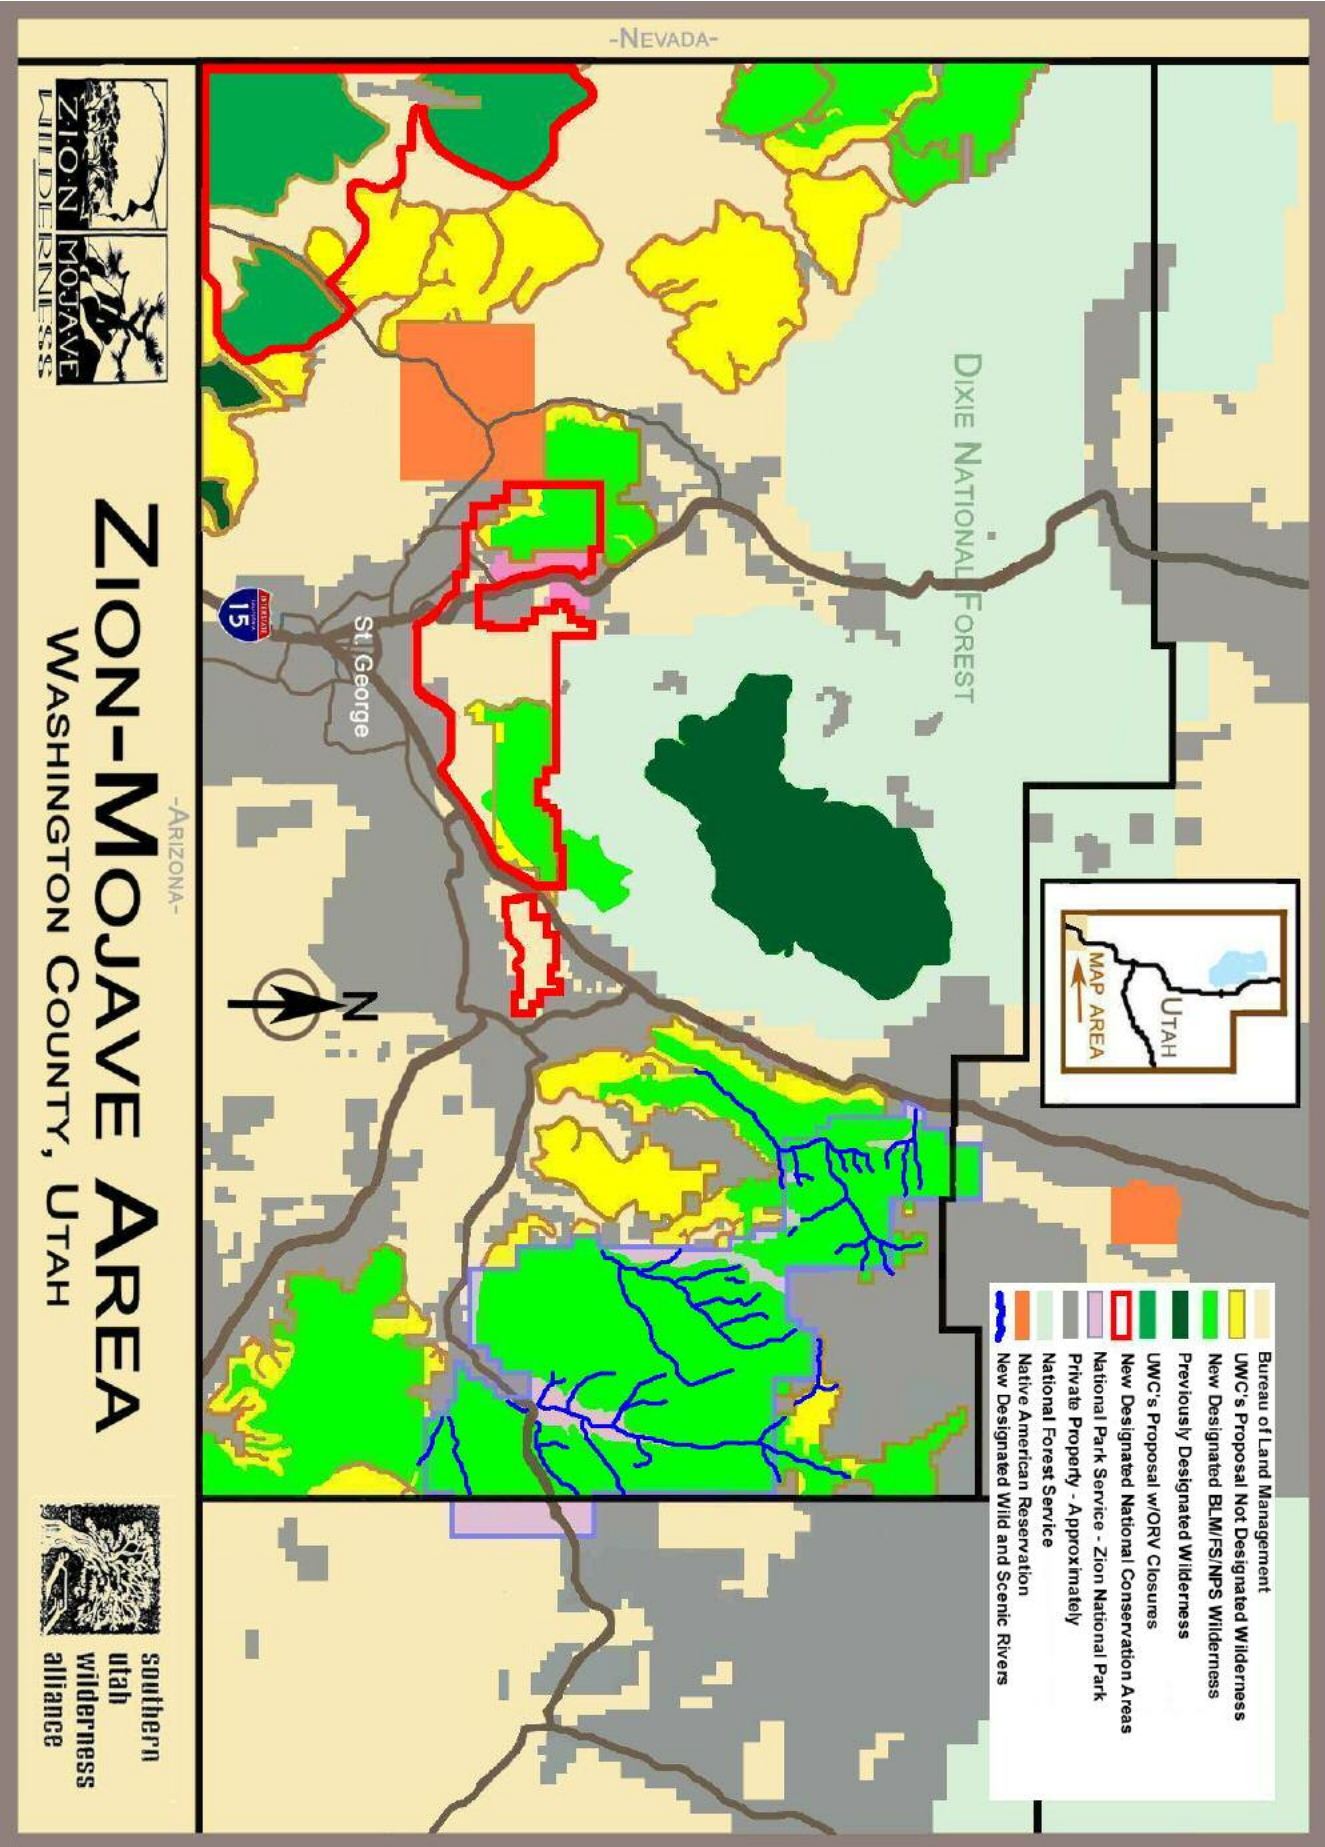 -NEVADA-
DIXIE NATIONAL FOREST
St. George
INTERSTATE
15
N
-ARIZONA-
UTAH
MAP AREA
Bureau of Land Management
UWC's Proposal Not Designated Wilderness
New Designated BLM/FS/NPS Wilderness
Previously Designated Wilderness
UWC's Proposal w/ORV Closures
New Designated National Conservation Areas
National Park Service - Zion National Park
Private Property - Approximately
National Forest Service
Native American Reservation
New Designated Wild and Scenic Rivers
ZION MOJAVE
WILDERNESS
ZION-MOJAVE AREA
WASHINGTON COUNTY, UTAH
southern
utah
wilderness
alliance